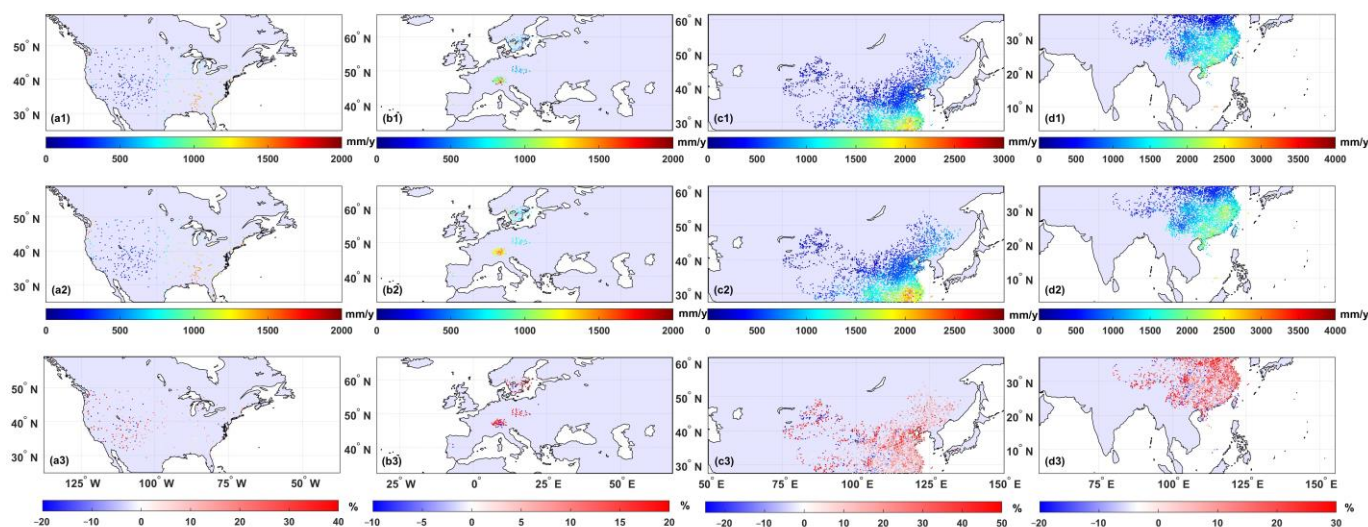 60° N
50° N
40° N
30° N
(a1)
60° N
50° N
40° N
(b1)
60° N
50° N
40° N
30° N
(c1)
30° N
20° N
10° N
(d1)
0 500 1000 1500 2000 mm/y
0 500 1000 1500 2000 mm/y
0 500 1000 1500 2000 2500 3000 mm/y
0 500 1000 1500 2000 2500 3000 3500 4000 mm/y
50° N
40° N
30° N
(a2)
60° N
50° N
40° N
(b2)
60° N
50° N
40° N
30° N
(c2)
30° N
20° N
10° N
(d2)
0 500 1000 1500 2000 mm/y
0 500 1000 1500 2000 mm/y
0 500 1000 1500 2000 2500 3000 mm/y
0 500 1000 1500 2000 2500 3000 3500 4000 mm/y
50° N
40° N
30° N
(a3)
60° N
50° N
40° N
(b3)
60° N
50° N
40° N
30° N
(c3)
30° N
20° N
10° N
(d3)
125° W 100° W 75° W 50° W
25° W 0° 25° E 50° E
50° E 75° E 100° E 125° E 150° E
75° E 100° E 125° E 150° E
-20 -10 0 10 20 30 40 %
-10 -5 0 5 10 15 20 %
-20 -10 0 10 20 30 40 50 %
-20 -10 0 10 20 30 %